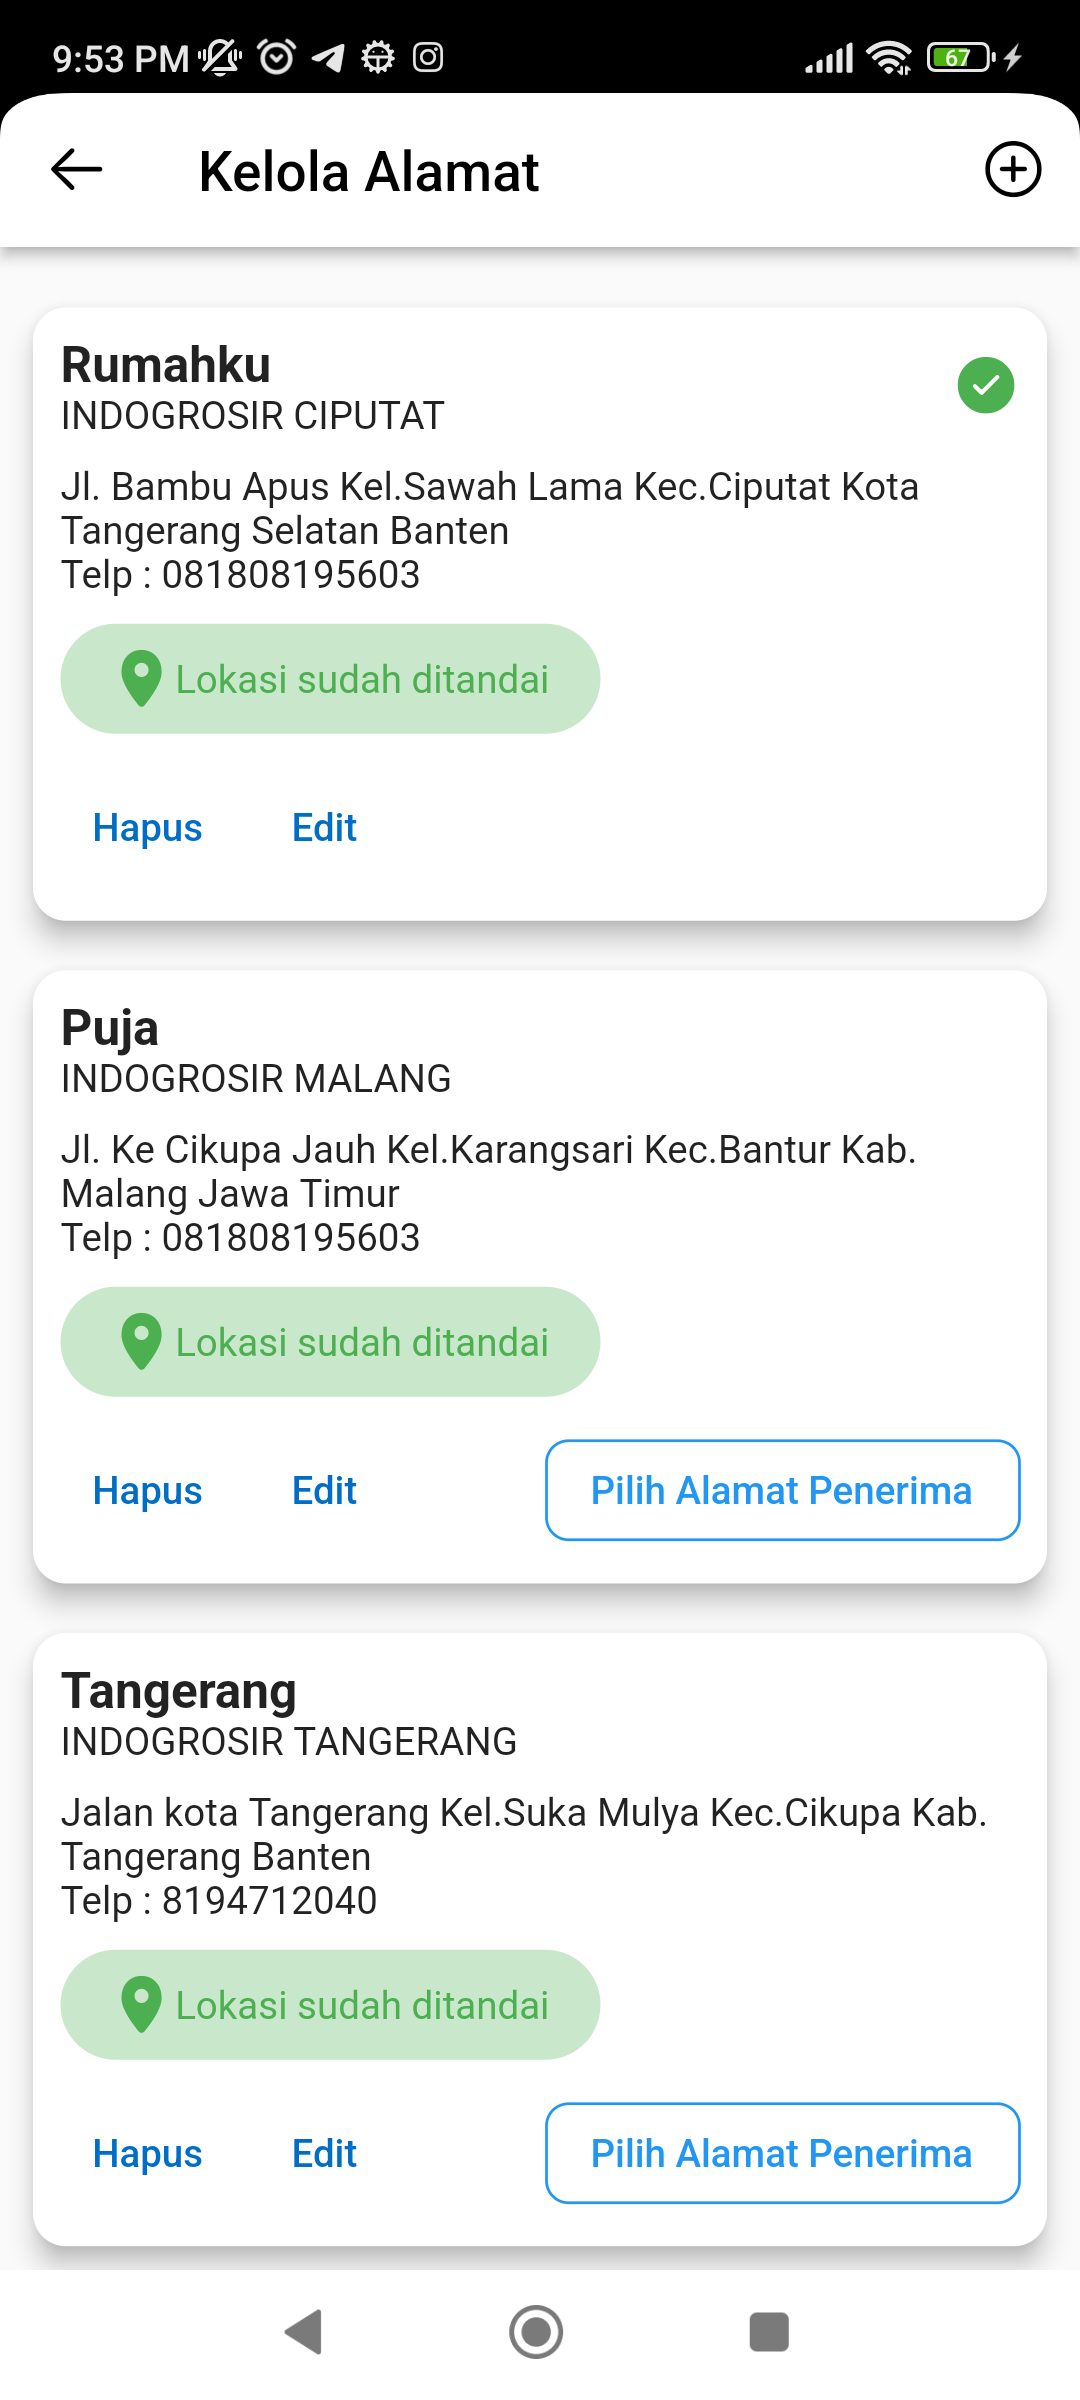 9:53 PM
67
Kelola Alamat
Rumahku
INDOGROSIR CIPUTAT
Jl. Bambu Apus Kel.Sawah Lama Kec.Ciputat Kota
Tangerang Selatan Banten
Telp : 081808195603
Lokasi sudah ditandai
Hapus Edit
Puja
INDOGROSIR MALANG
Jl. Ke Cikupa Jauh Kel.Karangsari Kec.Bantur Kab.
Malang Jawa Timur
Telp : 081808195603
Lokasi sudah ditandai
Hapus Edit Pilih Alamat Penerima
Tangerang
INDOGROSIR TANGERANG
Jalan kota Tangerang Kel.Suka Mulya Kec.Cikupa Kab.
Tangerang Banten
Telp : 8194712040
Lokasi sudah ditandai
Hapus Edit Pilih Alamat Penerima